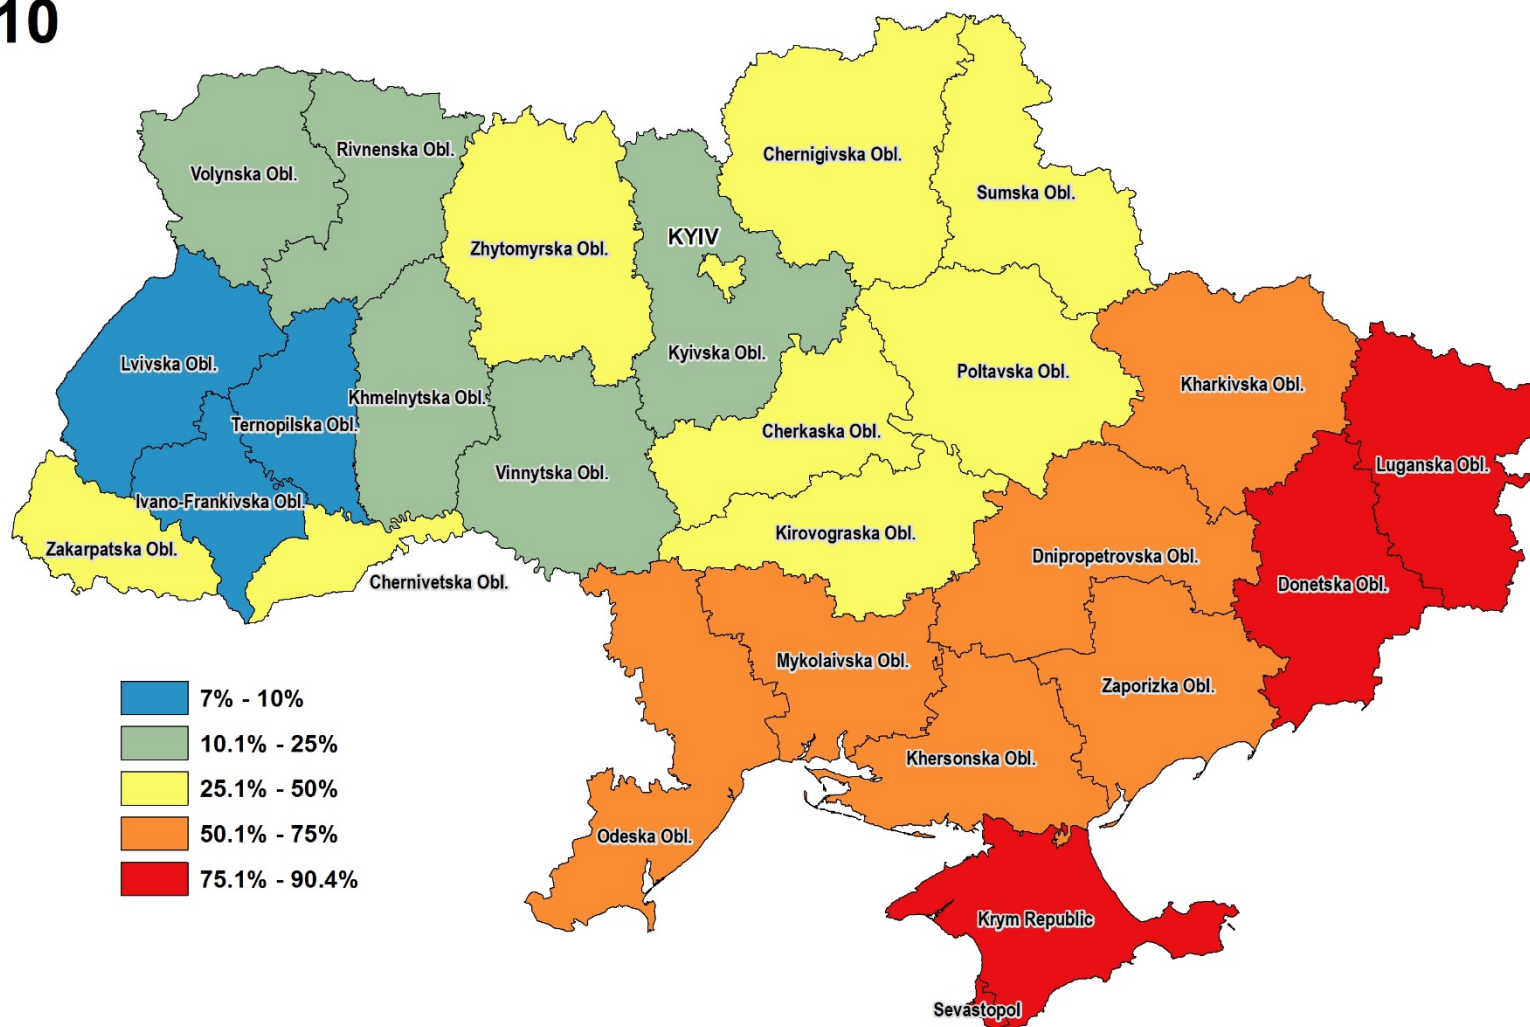 10
Volynska Obl.
Rivnenska Obl.
Zhytomyrska Obl.
KYIV
Chernigivska Obl.
Sumska Obl.
Lvivska Obl.
Ternopilska Obl.
Khmelnytska Obl.
Kyivska Obl.
Cherkaska Obl.
Poltavska Obl.
Kharkivska Obl.
Luganska Obl.
Ivano-Frankivska Obl.
Vinnytska Obl.
Kirovograska Obl.
Zakarpatska Obl.
Chernivetska Obl.
Dnipropetrovska Obl.
Donetska Obl.
Mykolaivska Obl.
Zaporizka Obl.
Khersonska Obl.
Odeska Obl.
Krym Republic
Sevastopol
7% - 10%
10.1% - 25%
25.1% - 50%
50.1% - 75%
75.1% - 90.4%